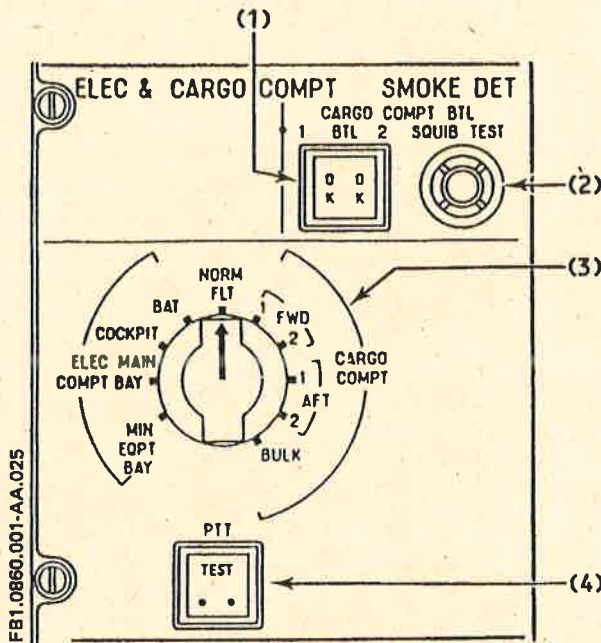 (1)
ELEC & CARGO COMPT SMOKE DET
CARGO COMPT BTL
1 BTL 2 SQUIB TEST
O O
K K
(2)
(3)
NORM
FLT
BAT
COCKPIT
ELEC MAIN
COMPT BAY
MIN
EQPT
BAY
1
FWD
2
1
AFT
2
BULK
CARGO
COMPT
PTT
TEST
(4)
FB1.0860.001-AA.025